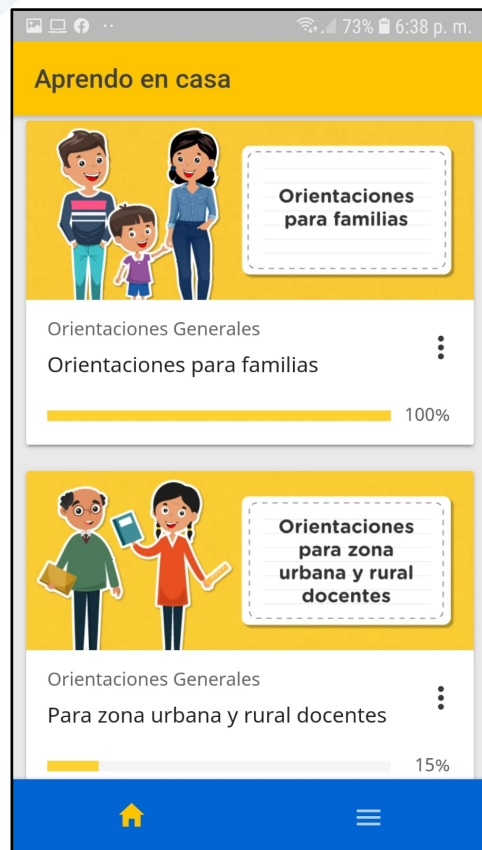 73% 6:38 p. m.
Aprendo en casa
Orientaciones
para familias
Orientaciones Generales
Orientaciones para familias
100%
Orientaciones
para zona
urbana y rural
docentes
Orientaciones Generales
Para zona urbana y rural docentes
15%